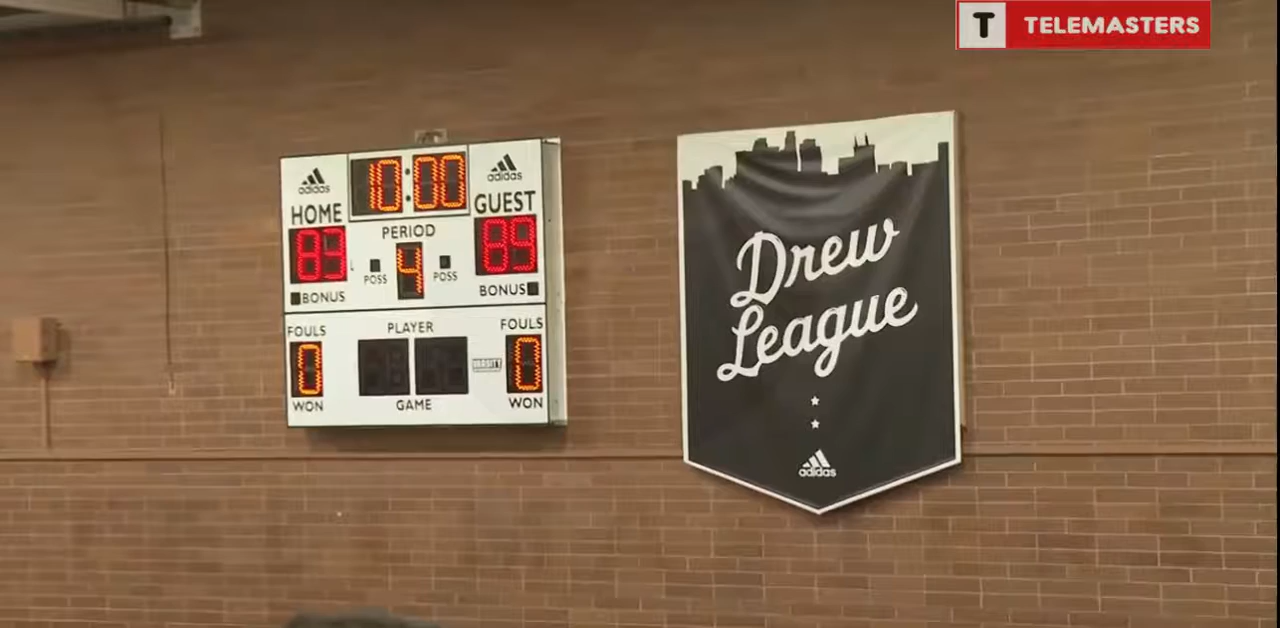 T TELEMASTERS
adidas
10:00
adidas
HOME
GUEST
83
PERIOD
89
POSS
4
POSS
BONUS
BONUS
FOULS
PLAYER
FOULS
0
VARSITY
0
WON
GAME
WON
Drew
League
adidas